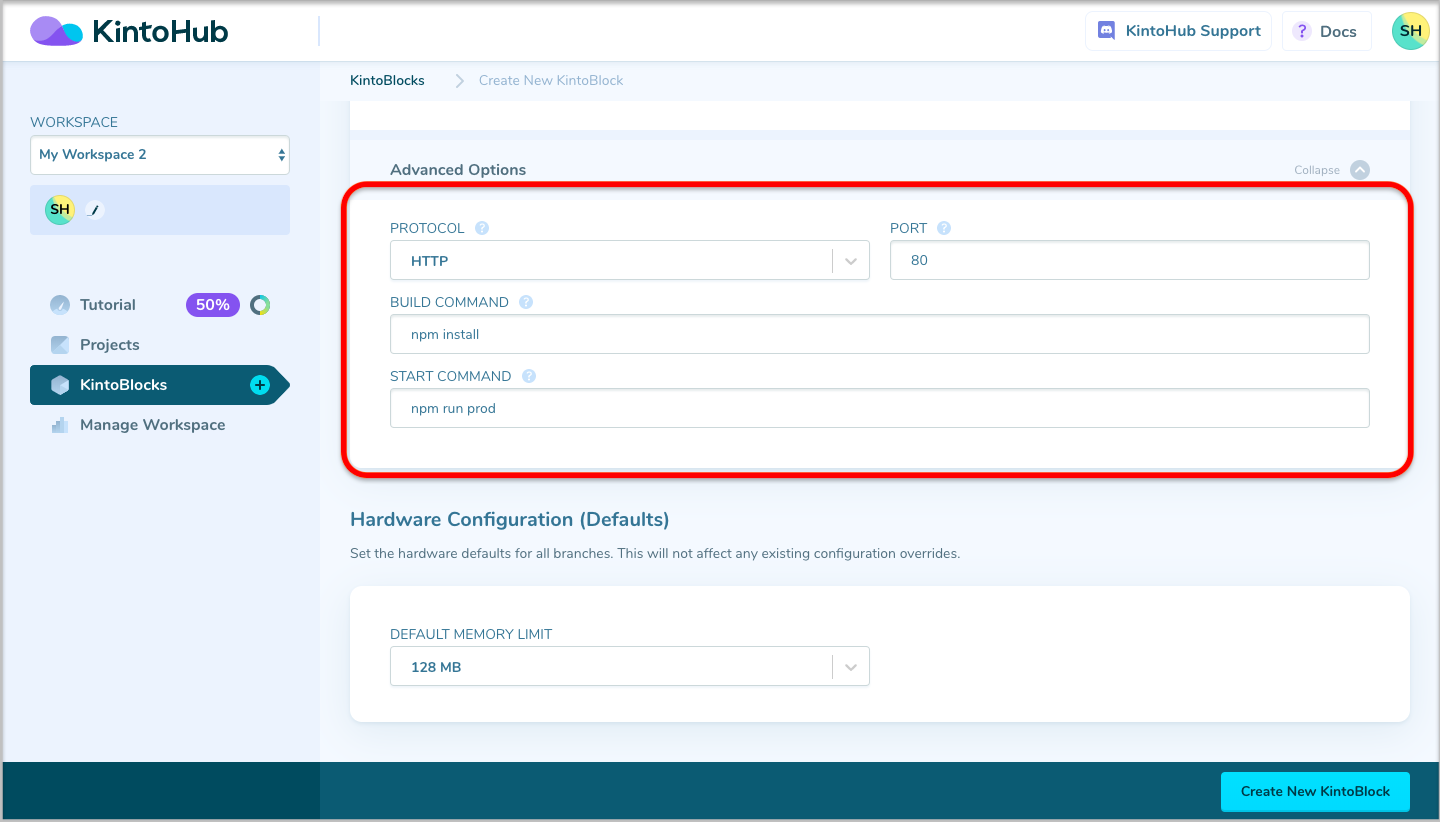 KintoHub
KintoHub Support
? Docs
SH
KintoBlocks
Create New KintoBlock
WORKSPACE
My Workspace 2
SH
Tutorial
50%
Projects
KintoBlocks
+
Manage Workspace
Advanced Options
Collapse
PROTOCOL ?
HTTP
PORT ?
80
BUILD COMMAND ?
npm install
START COMMAND ?
npm run prod
Hardware Configuration (Defaults)
Set the hardware defaults for all branches. This will not affect any existing configuration overrides.
DEFAULT MEMORY LIMIT
128 MB
Create New KintoBlock